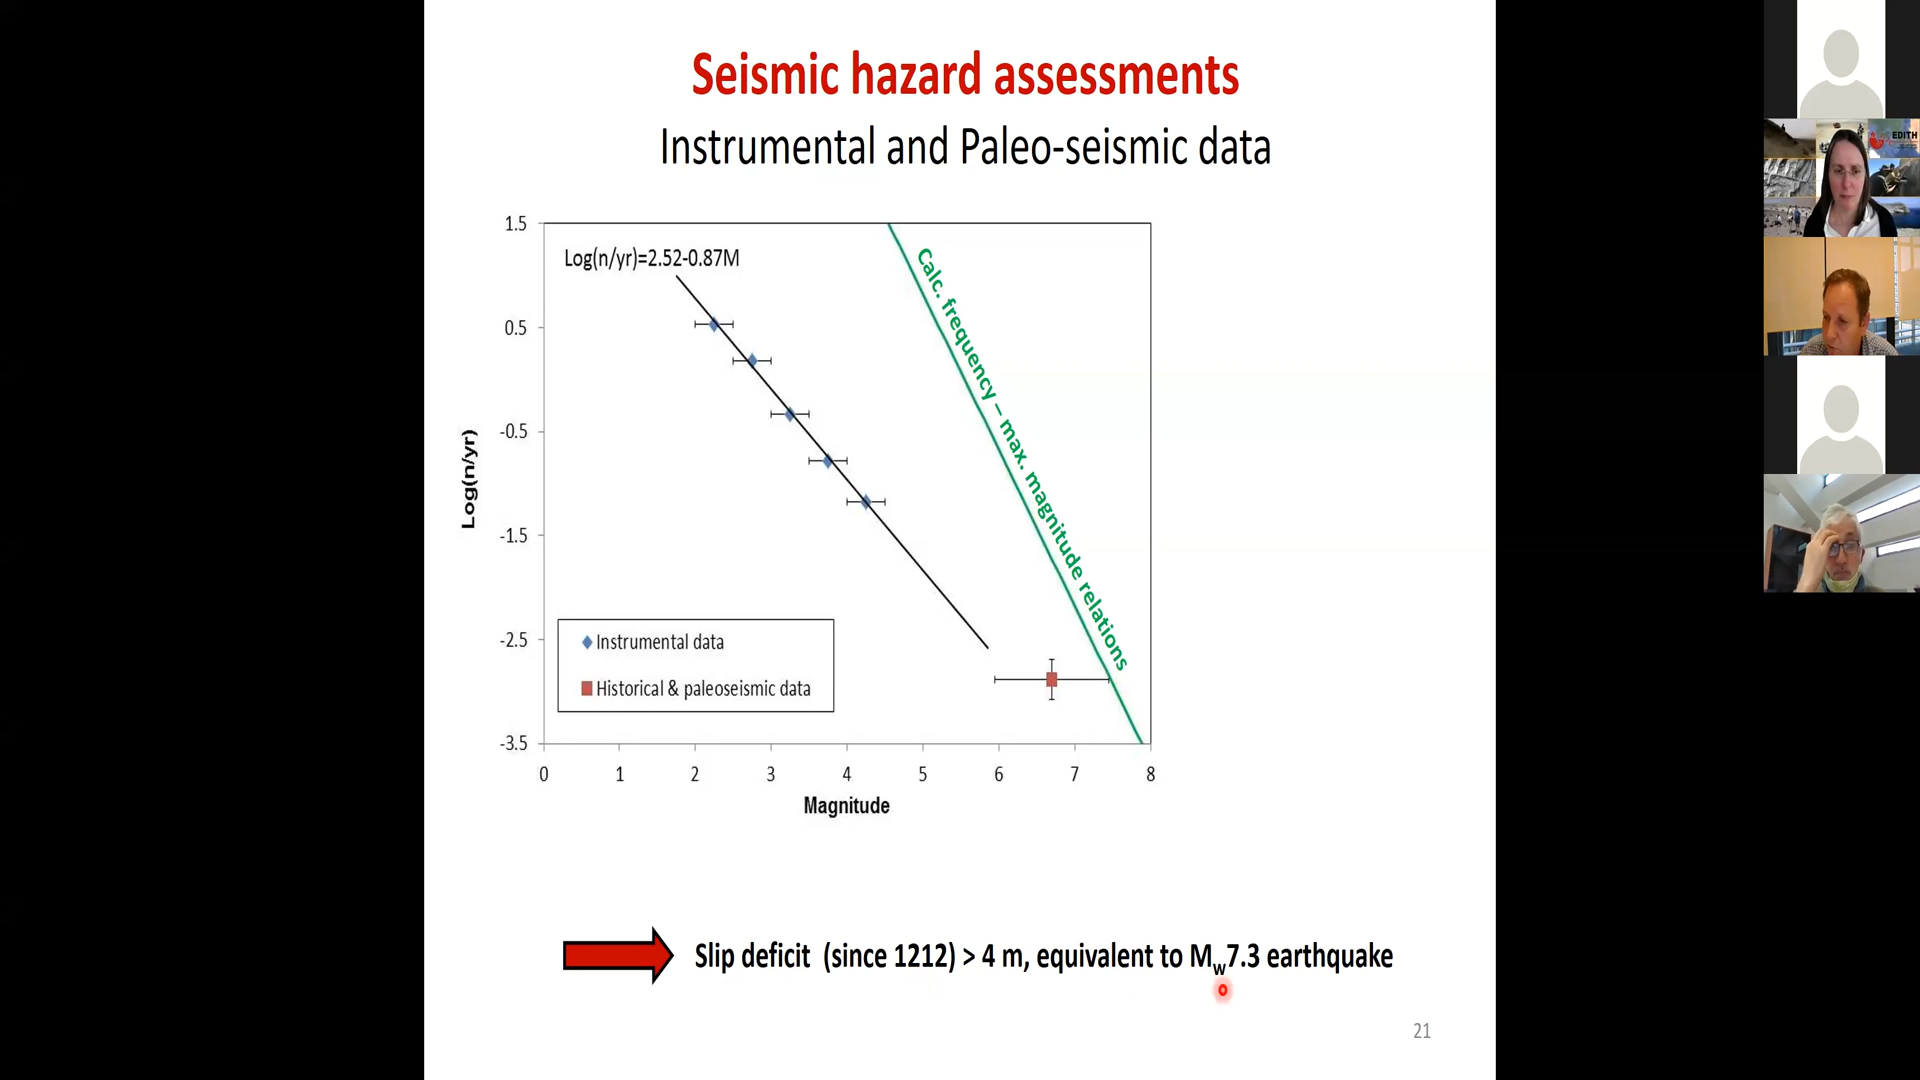 Seismic hazard assessments
Instrumental and Paleo-seismic data
1.5
0.5
-0.5
-1.5
-2.5
-3.5
Log(n/yr)
Log(n/yr)=2.52-0.87M
Calc. frequency – max. magnitude relations
Instrumental data
Historical & paleoseismic data
0 1 2 3 4 5 6 7 8
Magnitude
Slip deficit (since 1212) > 4 m, equivalent to Mw7.3 earthquake
21
EDITH